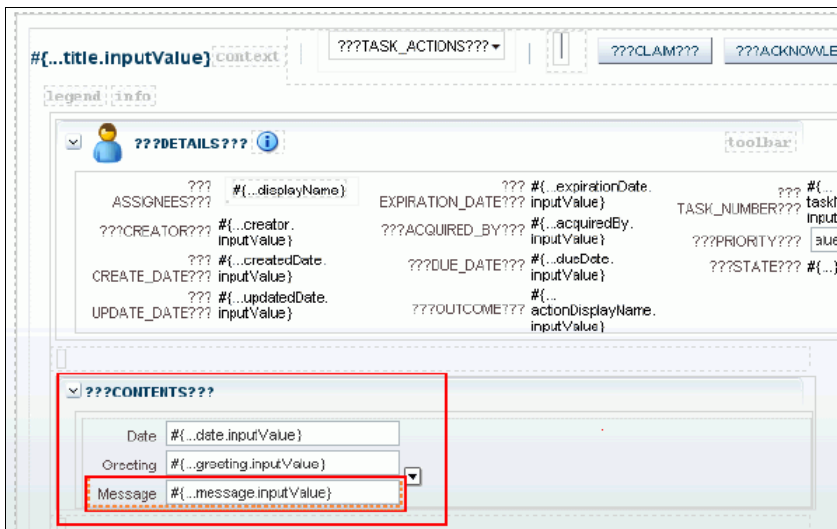 #{...title.inputValue} context ???TASK_ACTIONS??? ???CLAIM??? ???ACKNOWLE
legend info
???DETAILS??? toolbar
??? ASSIGNEES??? #{...displayName}
???CREATOR??? #{...creator. inputValue}
??? CREATE_DATE??? #{...createdDate. inputValue}
??? UPDATE_DATE??? #{...updatedDate. inputValue}
??? EXPIRATION_DATE??? #{...expirationDate. inputValue}
???ACQUIRED_BY??? #{...acquiredBy. inputValue}
???DUE_DATE??? #{...dueDate. inputValue}
???OUTCOME??? #{... actionDisplayName. inputValue}
??? TASK_NUMBER??? #{...
???PRIORITY???
???STATE??? #{...}
???CONTENTS???
Date #{...date.inputValue}
Greeting #{...greeting.inputValue}
Message #{...message.inputValue}